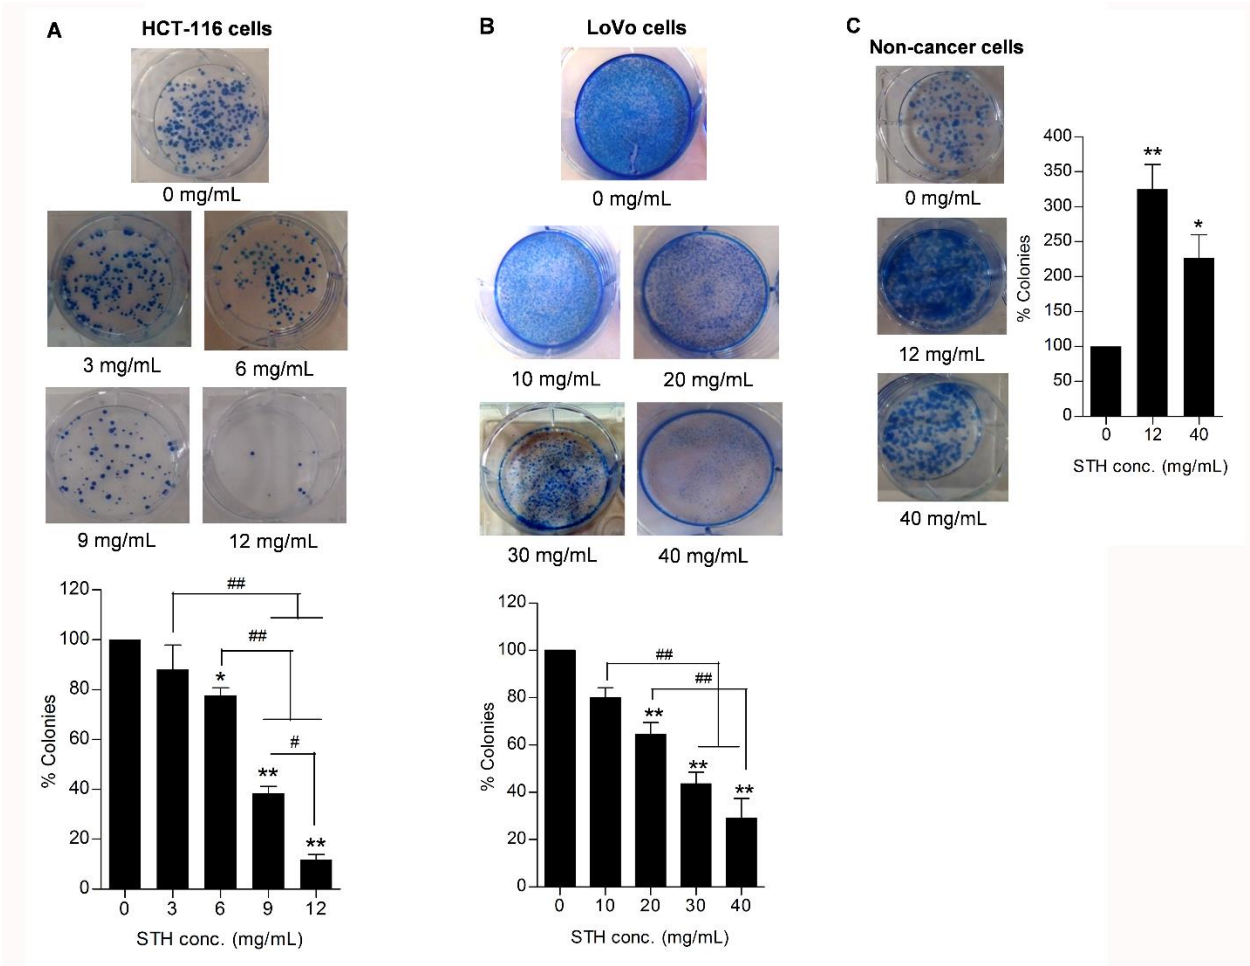 A
HCT-116 cells
0 mg/mL
3 mg/mL
6 mg/mL
9 mg/mL
12 mg/mL
120
100
80
60
40
20
0
% Colonies
##
##
#
*
**
**
0 3 6 9 12
STH conc. (mg/mL)
B
LoVo cells
0 mg/mL
10 mg/mL
20 mg/mL
30 mg/mL
40 mg/mL
120
100
80
60
40
20
0
% Colonies
##
##
**
**
**
0 10 20 30 40
STH conc. (mg/mL)
C
Non-cancer cells
0 mg/mL
12 mg/mL
40 mg/mL
400
350
300
250
200
150
100
50
0
% Colonies
**
*
0 12 40
STH conc. (mg/mL)